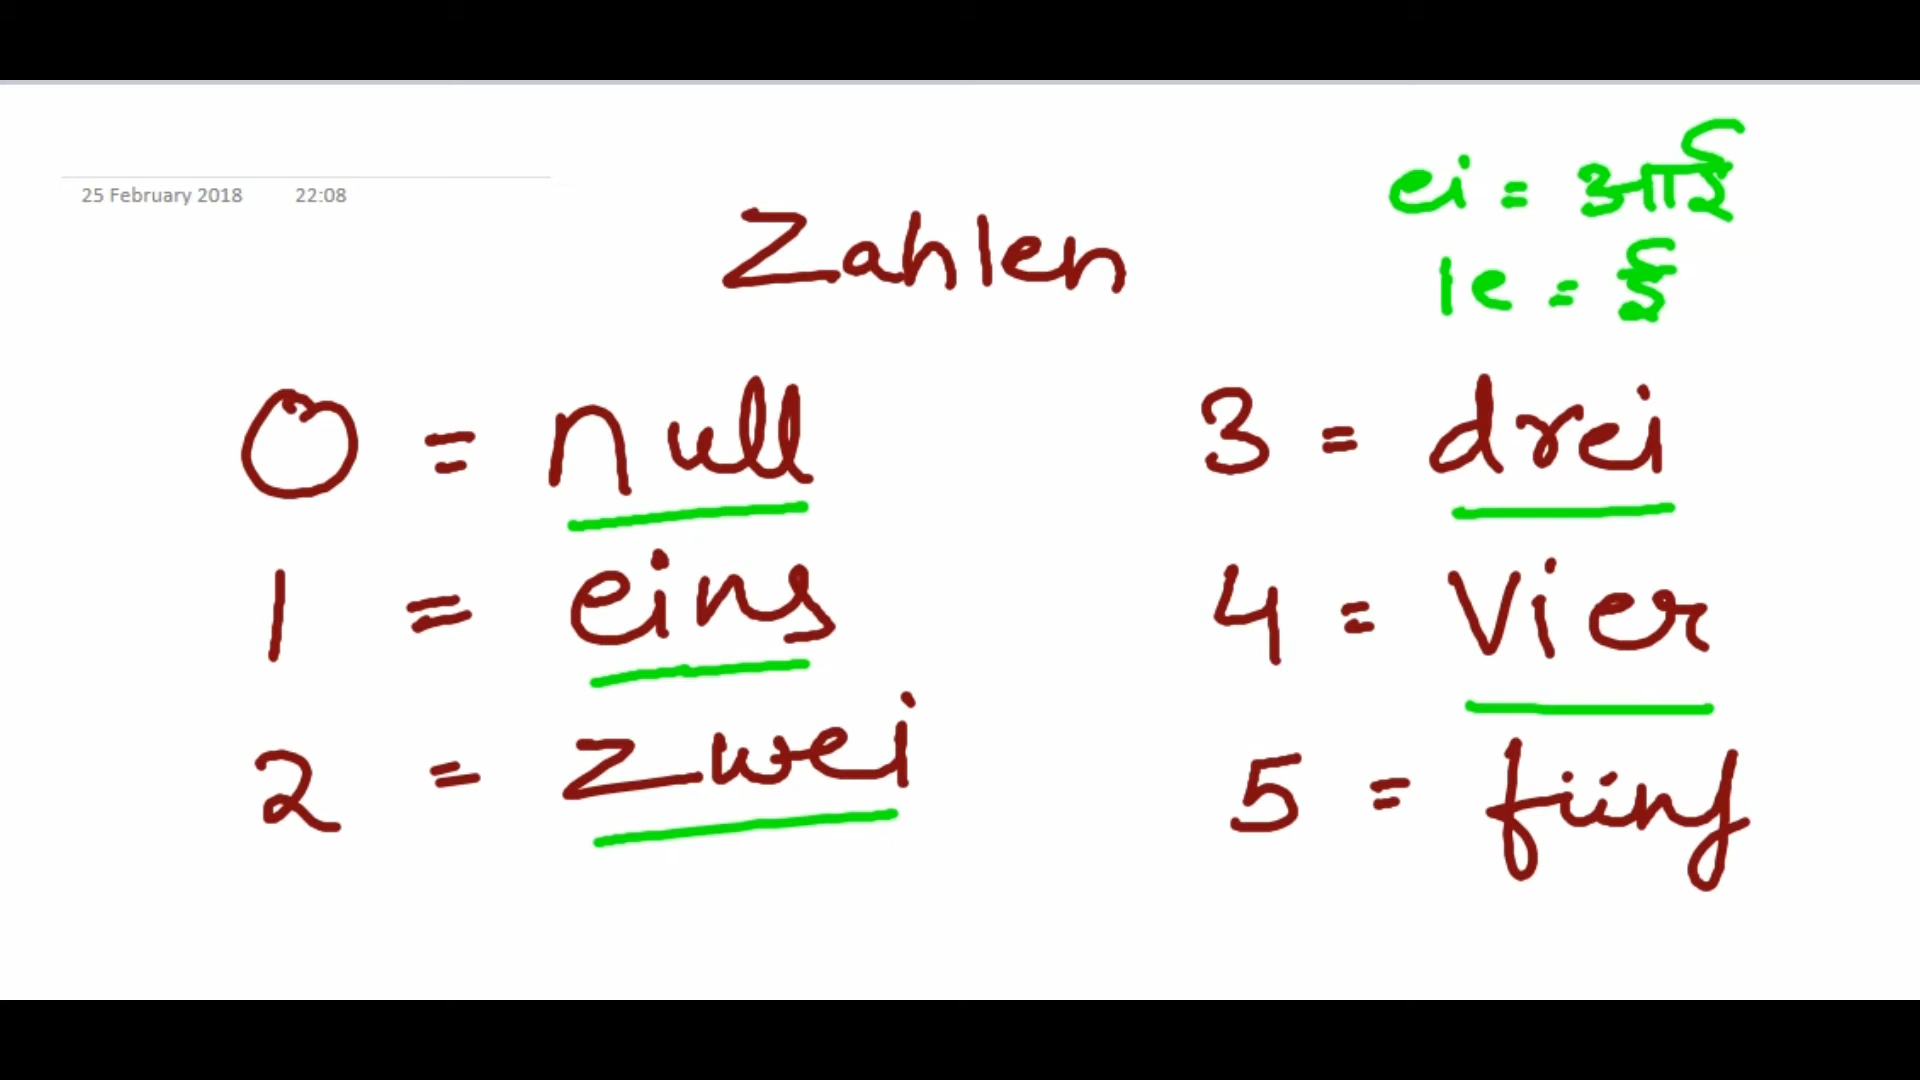 25 February 2018 22:08
Zahlen
ei = आई
ie = ई
0 = null
1 = eins
2 = zwei
3 = drei
4 = Vier
5 = fünf